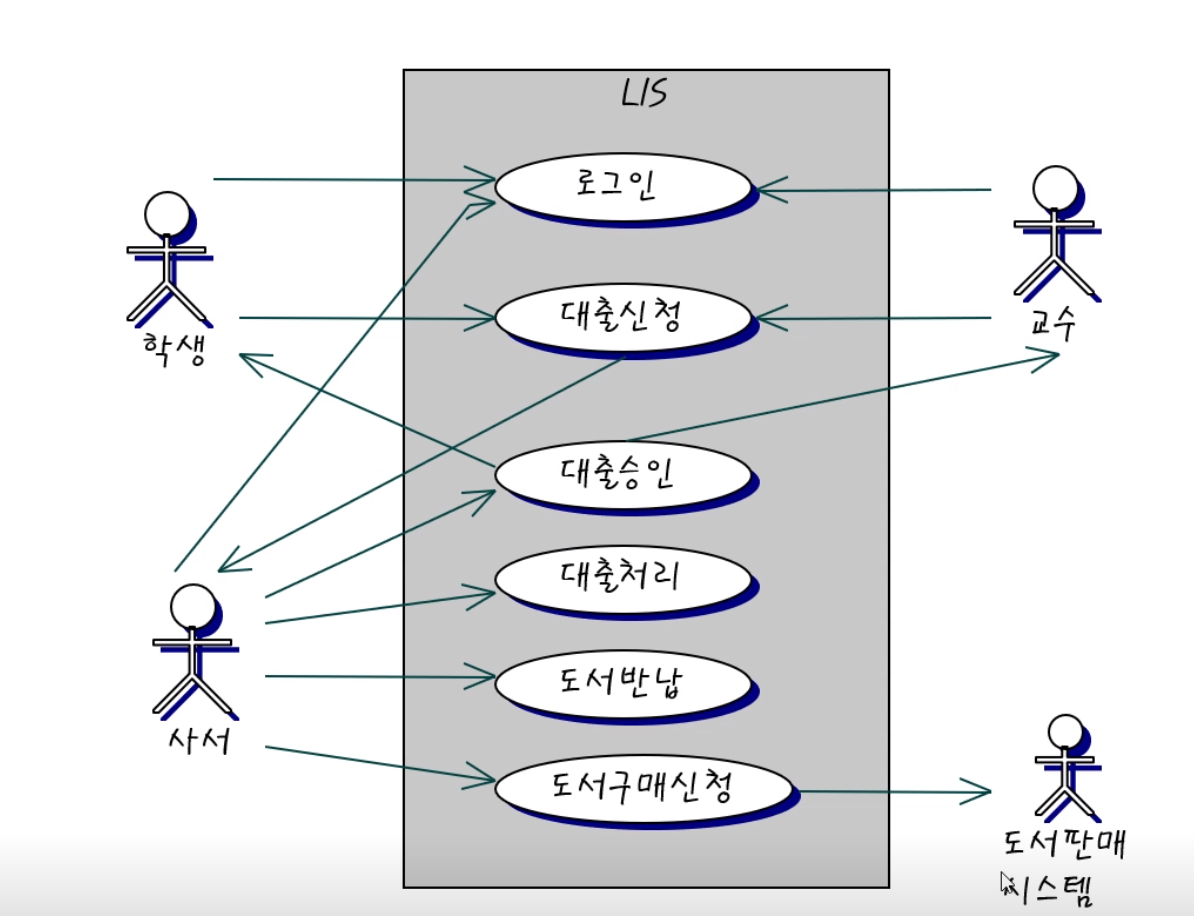 LIS
로그인
대출신청
학생
교수
대출승인
대출처리
도서반납
사서
도서구매신청
도서판매
시스템